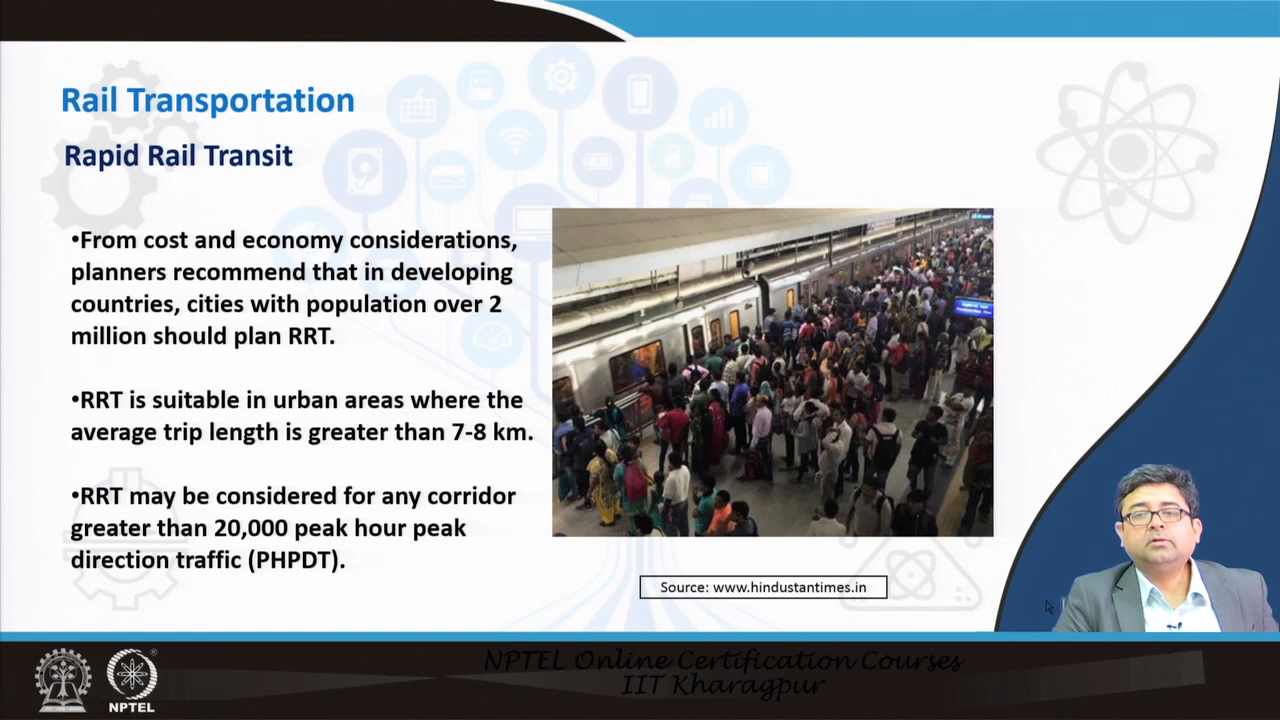 Rail Transportation
Rapid Rail Transit
•From cost and economy considerations,
planners recommend that in developing
countries, cities with population over 2
million should plan RRT.
•RRT is suitable in urban areas where the
average trip length is greater than 7-8 km.
•RRT may be considered for any corridor
greater than 20,000 peak hour peak
direction traffic (PHPDT).
Source: www.hindustantimes.in
NPTEL Online Certification Courses
IIT Kharagpur
NPTEL